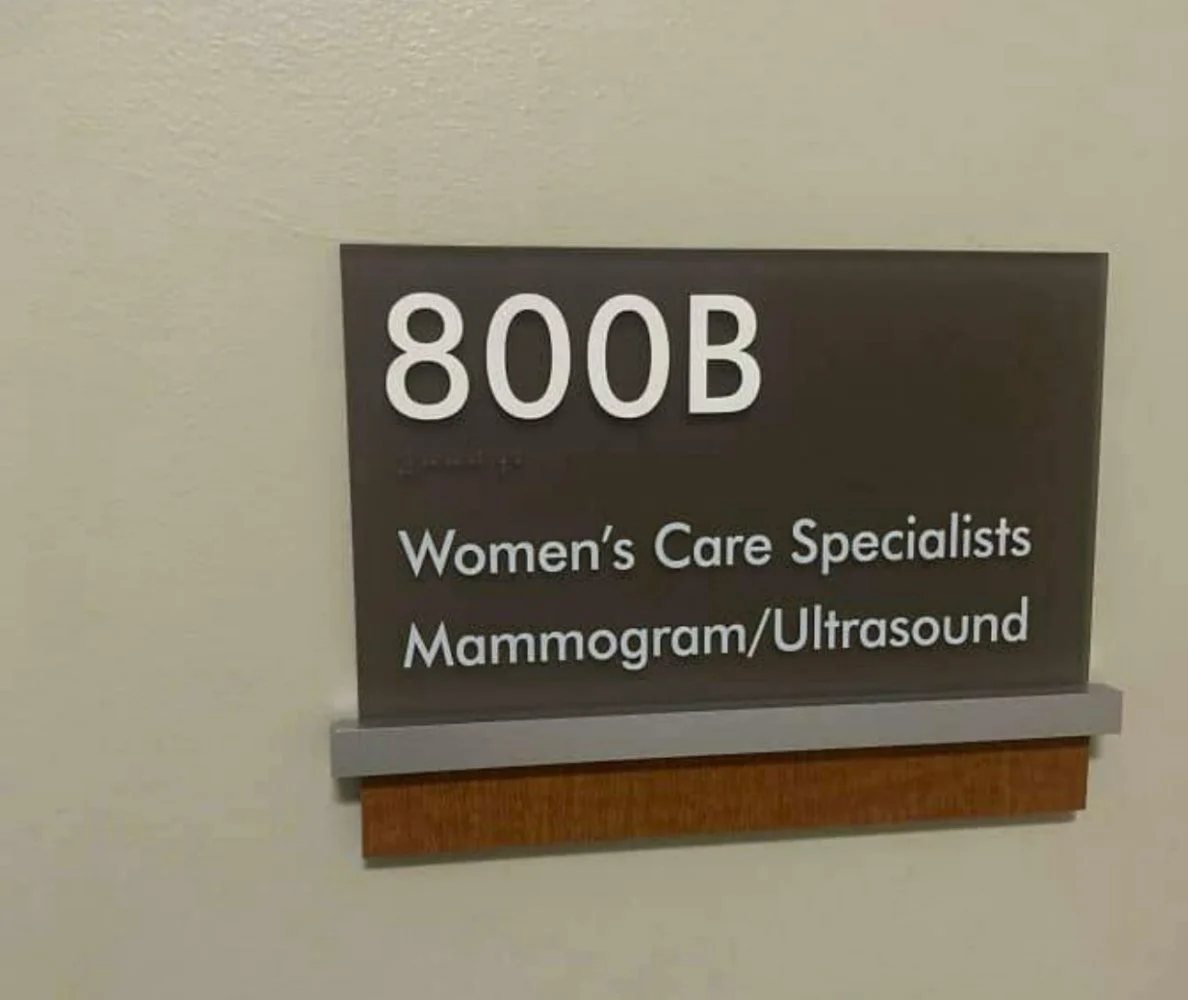 800B
Women's Care Specialists
Mammogram/Ultrasound